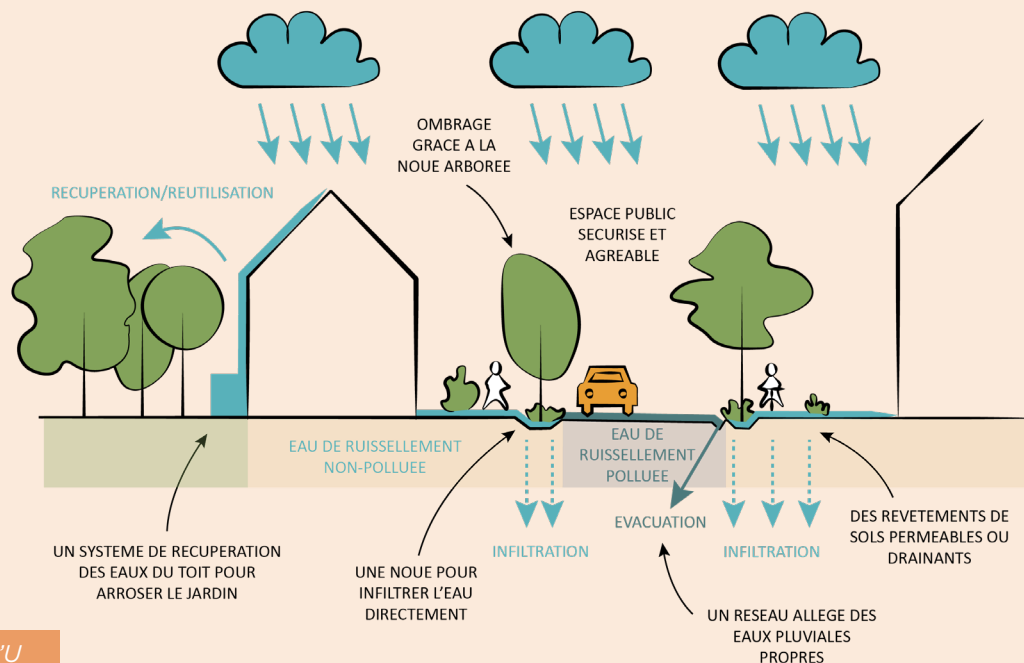 OMBRAGE
GRACE A LA
NOUE ARBOREE
RECUPERATION/REUTILISATION
ESPACE PUBLIC
SECURISE ET
AGREABLE
EAU DE RUISSELLEMENT
NON-POLLUEE
EAU DE
RUISSELLEMENT
POLLUEE
EVACUATION
INFILTRATION
INFILTRATION
DES REVETEMENTS DE
SOLS PERMEABLES OU
DRAINANTS
UN SYSTEME DE RECUPERATION
DES EAUX DU TOIT POUR
ARROSER LE JARDIN
UNE NOUE POUR
INFILTRER L'EAU
DIRECTEMENT
UN RESEAU ALLEGE DES
EAUX PLUVIALES
PROPRES
'U